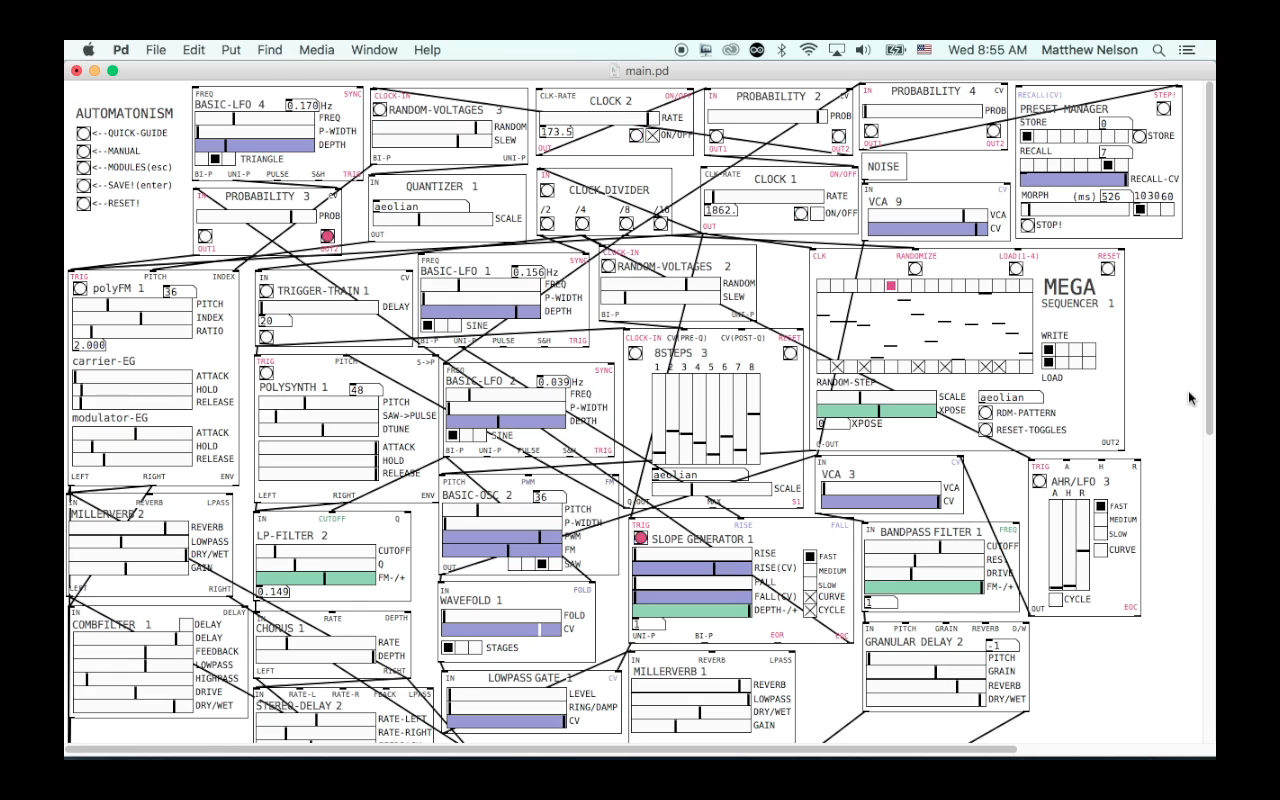 Pd File Edit Put Find Media Window Help Wed 8:55 AM Matthew Nelson
main.pd
AUTOMATONISM
<--QUICK-GUIDE
<--MANUAL
<--MODULES(esc)
<--SAVE!(enter)
<--RESET!
FREQ SYNC
BASIC-LFO 4 0.170 Hz
FREQ
P-WIDTH
DEPTH
TRIANGLE
BI-P UNI-P PULSE S&H TRIG
CLOCK-IN
RANDOM-VOLTAGES 3
RANDOM
SLEW
BI-P UNI-P
CLK-RATE ON/OFF
CLOCK 2
RATE
173.5 ON/OFF
OUT
IN CV
PROBABILITY 2
PROB
OUT1 OUT2
IN CV
PROBABILITY 4
PROB
OUT1 OUT2
RECALL(CV) STEP!
PRESET-MANAGER
STORE 0
STORE
RECALL 7
RECALL-CV
MORPH (ms) 526 103060
STOP!
IN CV
PROBABILITY 3
PROB
OUT1 OUT2
IN
QUANTIZER 1
aeolian
SCALE
OUT
IN
CLOCK DIVIDER
/2 /4 /8 /16
CLK-RATE ON/OFF
CLOCK 1
RATE
1862. ON/OFF
OUT
NOISE
IN CV
VCA 9
VCA
CV
TRIG PITCH INDEX
polyFM 1 36
PITCH
INDEX
RATIO
2.000
carrier-EG
ATTACK
HOLD
RELEASE
modulator-EG
ATTACK
HOLD
RELEASE
LEFT RIGHT ENV
IN CV
TRIGGER-TRAIN 1
DELAY
20
FREQ SYNC
BASIC-LFO 1 0.156 Hz
FREQ
P-WIDTH
DEPTH
SINE
BI-P UNI-P PULSE S&H TRIG
CLOCK-IN
RANDOM-VOLTAGES 2
RANDOM
SLEW
BI-P UNI-P
CLK RANDOMIZE LOAD(1-4) RESET
MEGA
SEQUENCER 1
WRITE
LOAD
RANDOM-STEP
SCALE
XPOSE
0 XPOSE
aeolian
RDM-PATTERN
RESET-TOGGLES
Q-OUT OUT2
TRIG PITCH S->P
POLYSYNTH 1 48
PITCH
SAW->PULSE
DTUNE
ATTACK
HOLD
RELEASE
LEFT RIGHT ENV
FREQ SYNC
BASIC-LFO 2 0.039 Hz
FREQ
P-WIDTH
DEPTH
SINE
BI-P UNI-P PULSE S&H TRIG
CLOCK-IN CV(PRE-Q) CV(POST-Q) RESET
8STEPS 3
1 2 3 4 5 6 7 8
aeolian
SCALE
Q-OUT MAX S1
IN CV
VCA 3
VCA
CV
TRIG A H R
AHR/LFO 3
A H R
FAST
MEDIUM
SLOW
CURVE
CYCLE
OUT EOC
IN REVERB LPASS
MILLERVERB 2
REVERB
LOWPASS
DRY/WET
GAIN
LEFT RIGHT
IN CUTOFF Q
LP-FILTER 2
CUTOFF
Q
FM-/+
0.149
PITCH PWM FM
BASIC-OSC 2 36
PITCH
P-WIDTH
PWM
FM
OUT SAW
TRIG RISE FALL
SLOPE GENERATOR 1
RISE
RISE(CV)
FALL
FALL(CV)
DEPTH-/+
FAST
MEDIUM
SLOW
CURVE
CYCLE
1
UNI-P BI-P EOR EOC
IN FREQ
BANDPASS FILTER 1
CUTOFF
RES
DRIVE
FM-/+
1
IN DELAY
COMBFILTER 1
DELAY
DELAY
FEEDBACK
LOWPASS
HIGHPASS
DRIVE
DRY/WET
IN RATE DEPTH
CHORUS 1
RATE
DEPTH
LEFT RIGHT
IN FOLD
WAVEFOLD 1
FOLD
CV
STAGES
IN REVERB LPASS
MILLERVERB 1
REVERB
LOWPASS
DRY/WET
GAIN
IN PITCH GRAIN REVERB D/W
GRANULAR DELAY 2 -1
PITCH
GRAIN
REVERB
DRY/WET
IN CV
LOWPASS GATE 1
LEVEL
RING/DAMP
CV
IN RATE-L RATE-R FBACK LPASS
STEREO-DELAY 2
RATE-LEFT
RATE-RIGHT